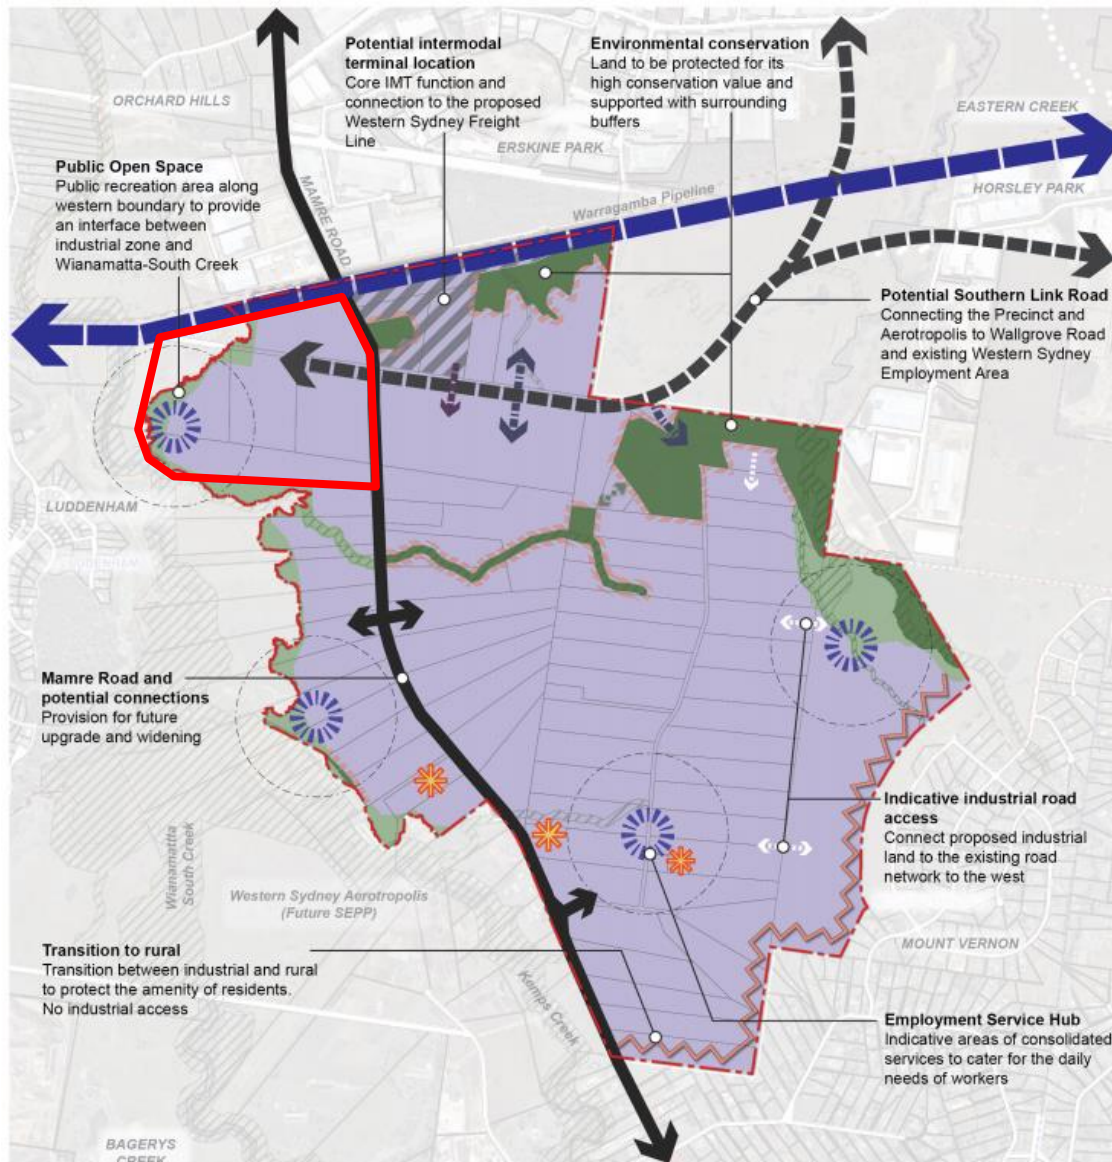 Potential intermodal
terminal location
Core IMT function and
connection to the proposed
Western Sydney Freight
Line
Environmental conservation
Land to be protected for its
high conservation value and
supported with surrounding
buffers
ORCHARD HILLS
ERSKINE PARK
EASTERN CREEK
HORSLEY PARK
Public Open Space
Public recreation area along
western boundary to provide
an interface between
industrial zone and
Wianamatta-South Creek
MAMRE ROAD
Warragamba Pipeline
Potential Southern Link Road
Connecting the Precinct and
Aerotropolis to Wallgrove Road
and existing Western Sydney
Employment Area
LUDDENHAM
Mamre Road and
potential connections
Provision for future
upgrade and widening
Indicative industrial road
access
Connect proposed industrial
land to the existing road
network to the west
Wianamatta
South Creek
Western Sydney Aerotropolis
(Future SEPP)
MOUNT VERNON
Transition to rural
Transition between industrial and rural
to protect the amenity of residents.
No industrial access
Kemps Creek
Employment Service Hub
Indicative areas of consolidated
services to cater for the daily
needs of workers
BAGERYS
CREEK